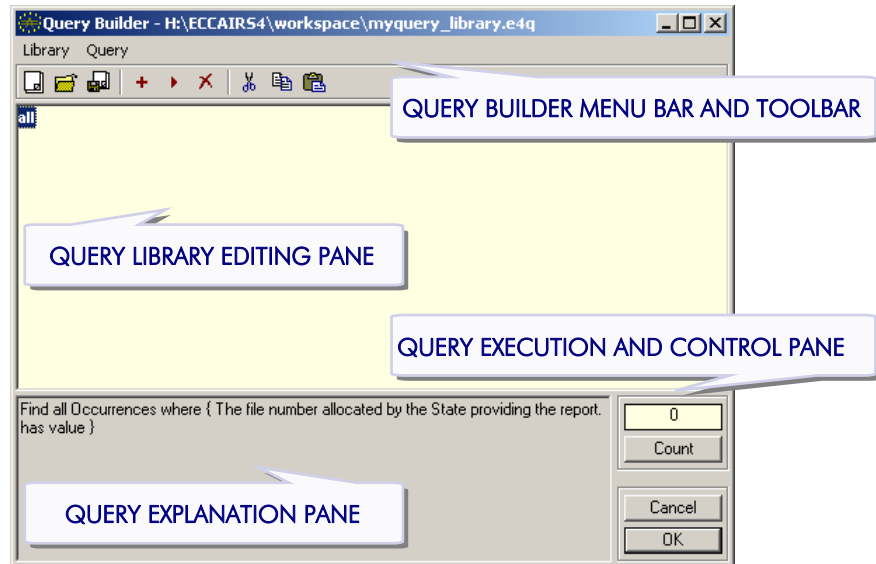 Query Builder - H:\ECCAIRS4\workspace\myquery_library.e4q
Library Query
QUERY BUILDER MENU BAR AND TOOLBAR
all
QUERY LIBRARY EDITING PANE
QUERY EXECUTION AND CONTROL PANE
Find all Occurrences where { The file number allocated by the State providing the report.
has value }
0
Count
QUERY EXPLANATION PANE
Cancel
OK